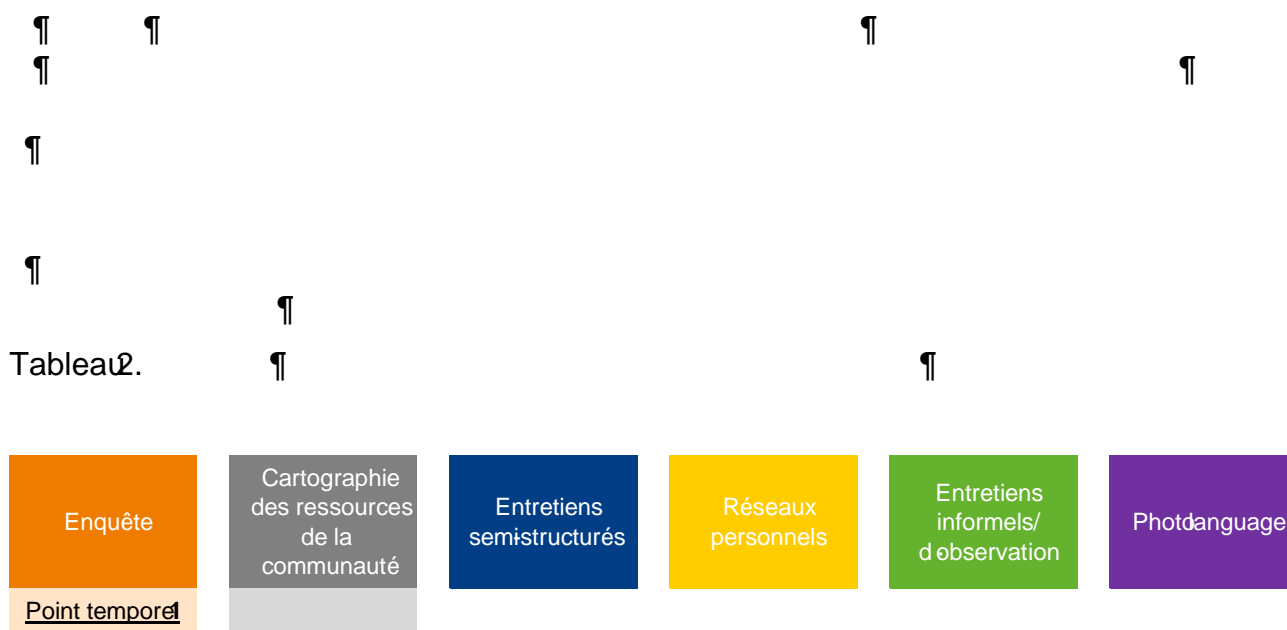 ¶ ¶ ¶
¶ ¶
¶
¶
¶
Tableau 2. ¶ ¶
Enquête
Cartographie
des ressources
de la
communauté
Entretiens
semi-structurés
Réseaux
personnels
Entretiens
informels/
d'observation
Photolanguage
Point temporel 1